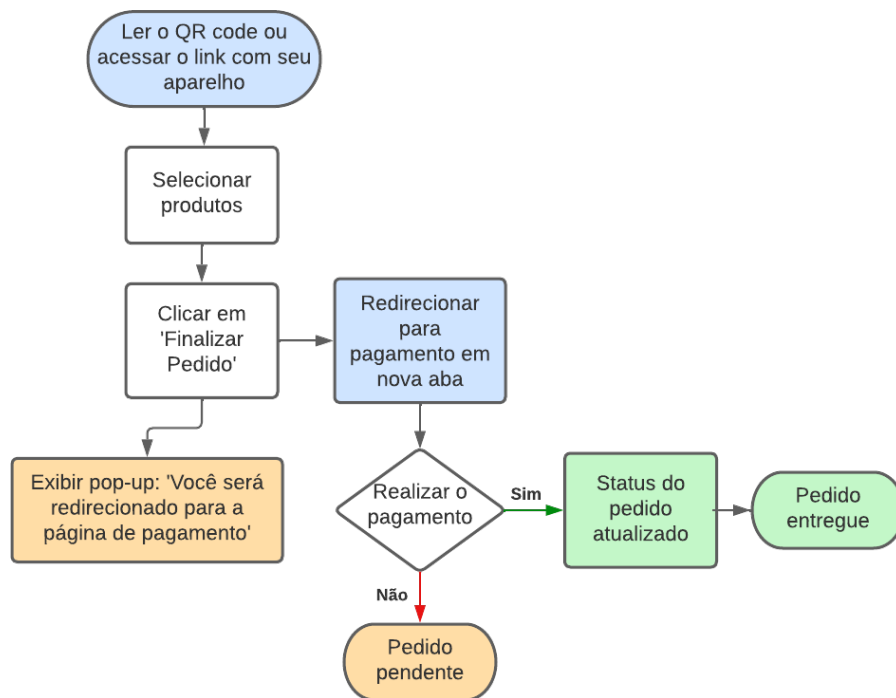 Ler o QR code ou
acessar o link com seu
aparelho
Selecionar
produtos
Clicar em
'Finalizar
Pedido'
Redirecionar
para
pagamento em
nova aba
Exibir pop-up: 'Você será
redirecionado para a
página de pagamento'
Realizar o
pagamento
Sim
Status do
pedido
atualizado
Pedido
entregue
Não
Pedido
pendente